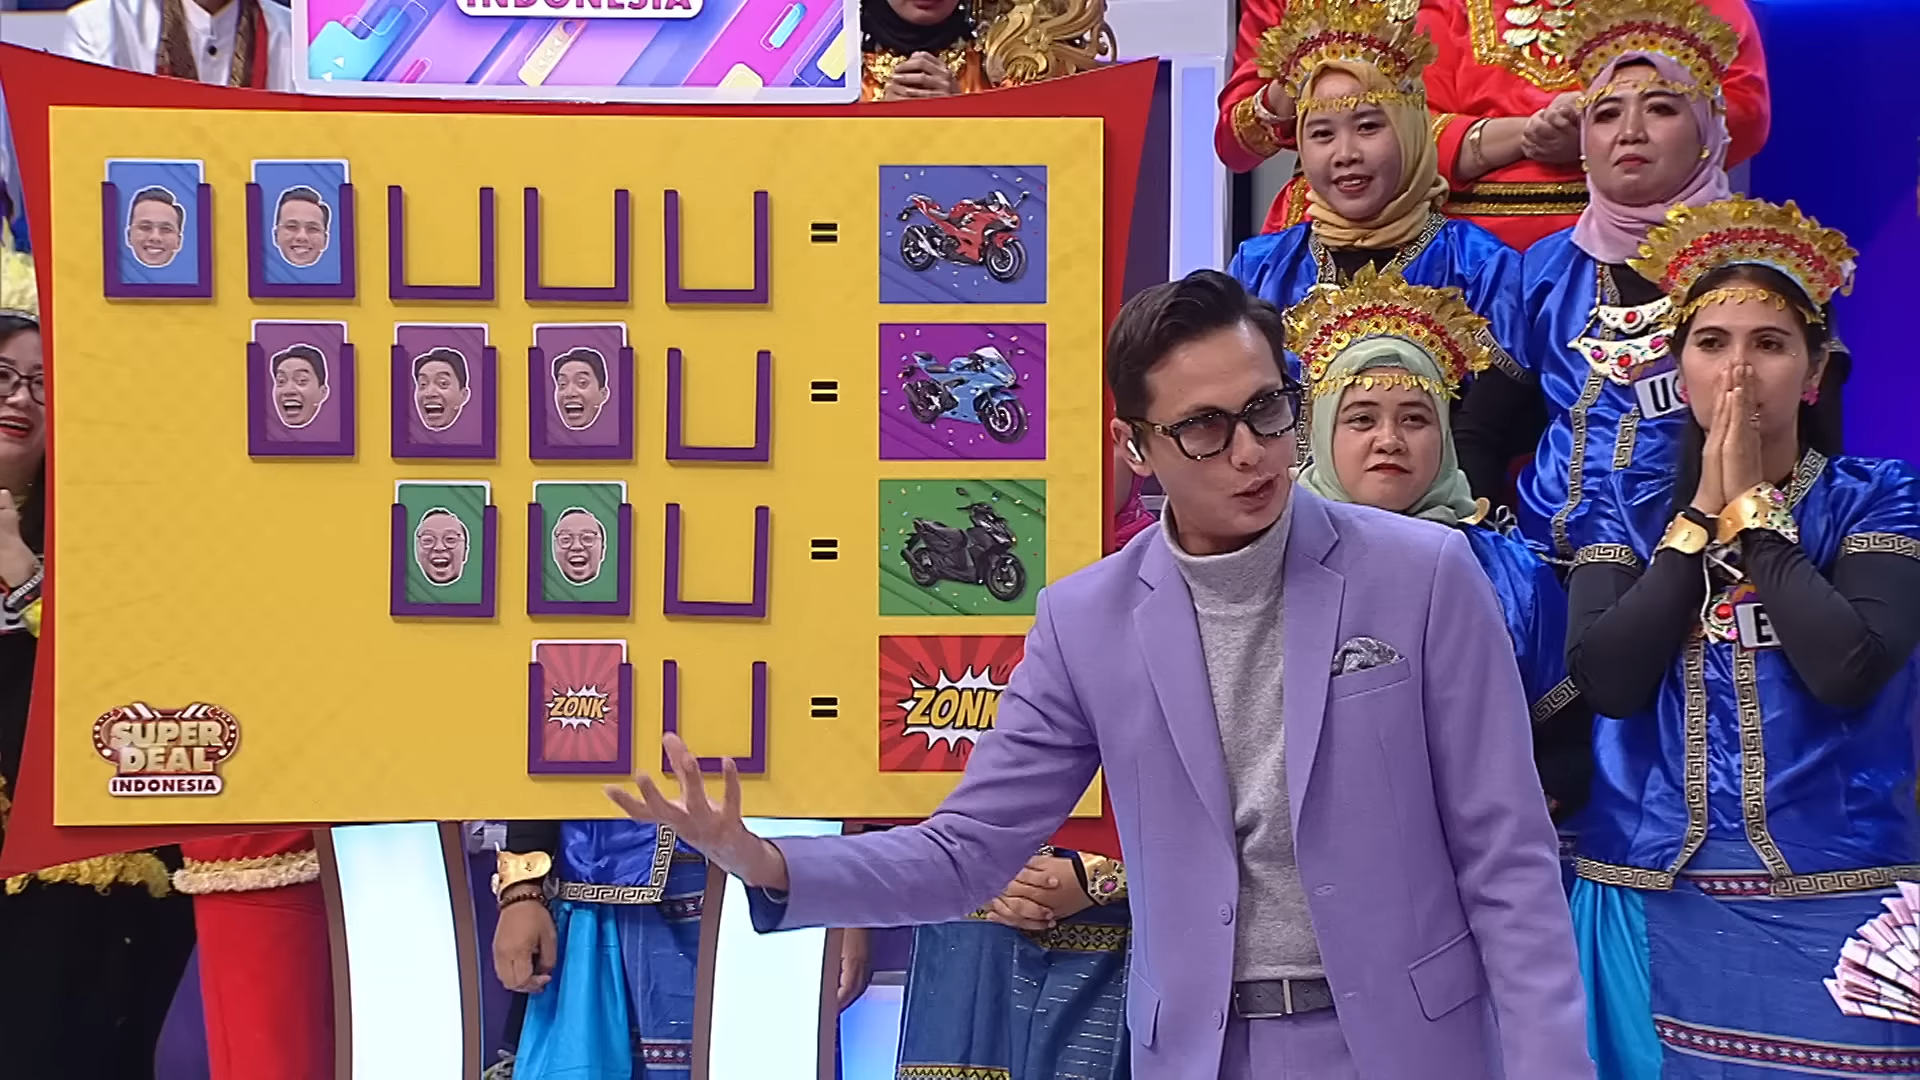 INDONESIA
=
=
=
ZONK
=
ZONK
SUPER
DEAL
INDONESIA